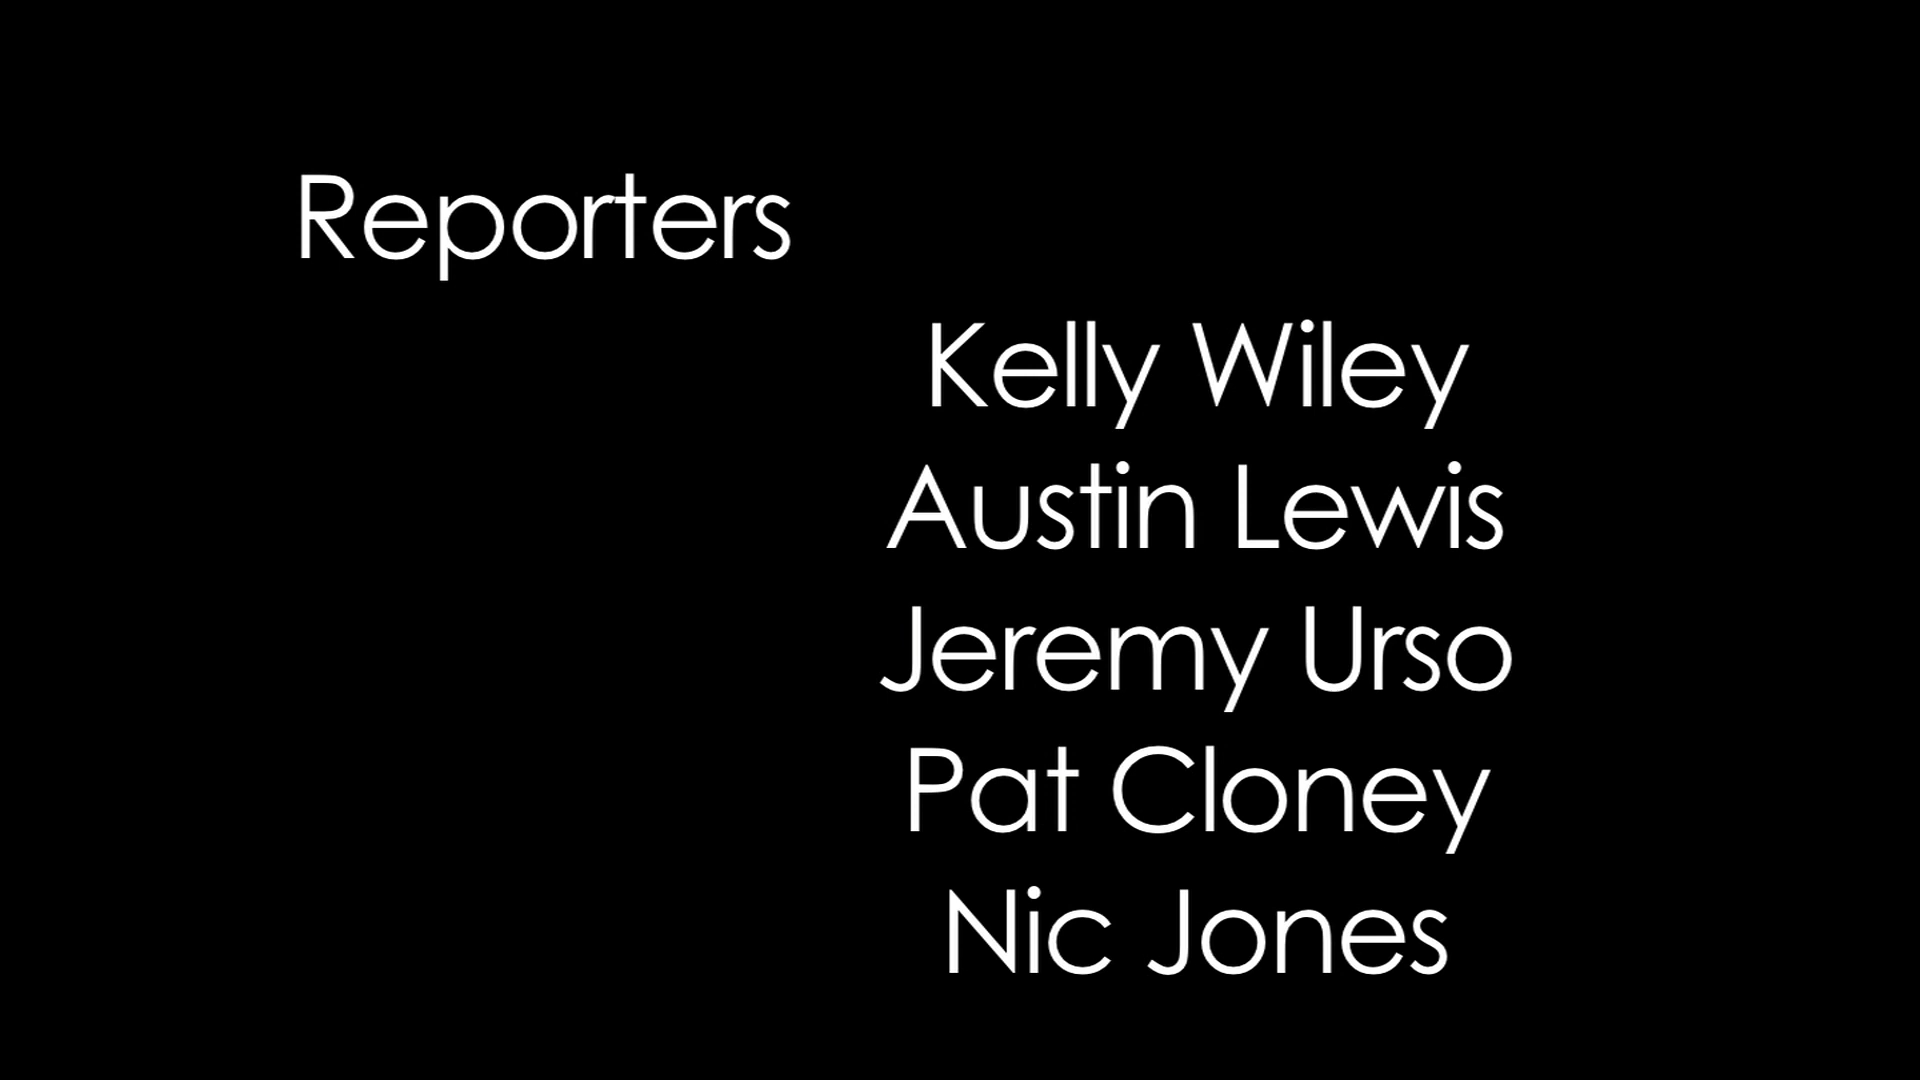 Reporters
Kelly Wiley
Austin Lewis
Jeremy Urso
Pat Cloney
Nic Jones